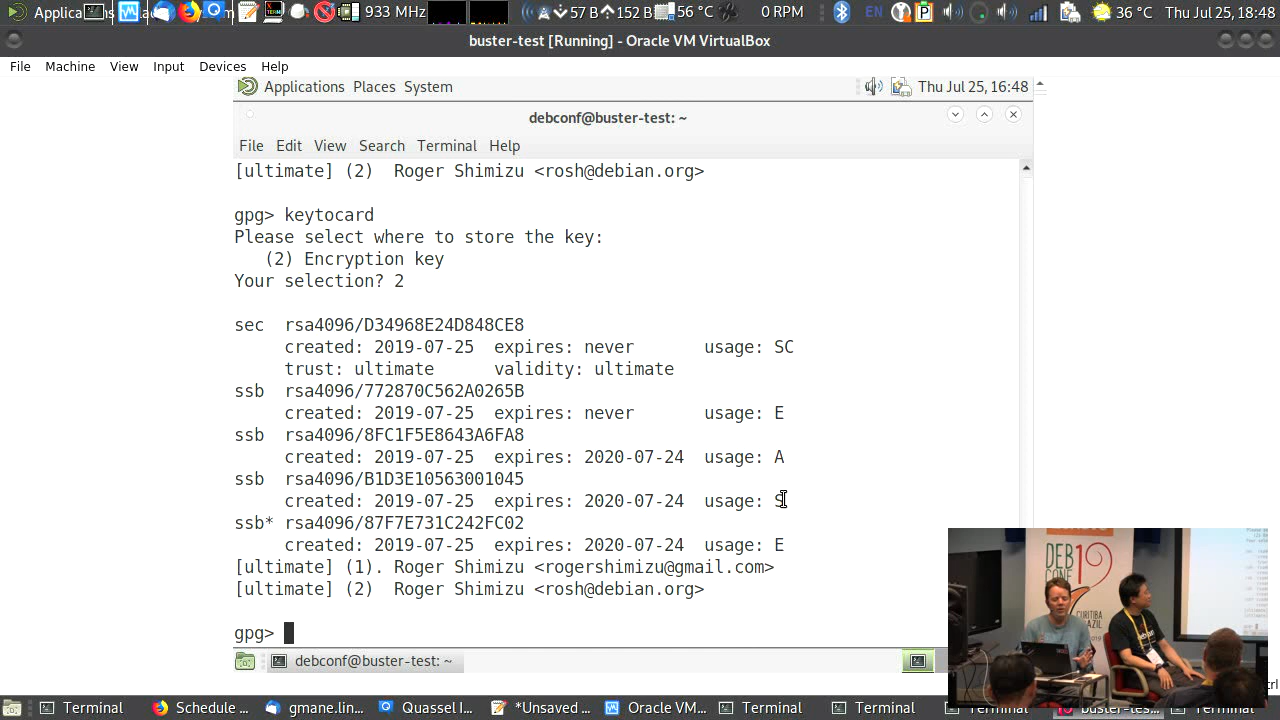 Applications
933 MHz
57 B
152 B
56 °C
0 RPM
EN
36 °C
Thu Jul 25, 18:48
buster-test [Running] - Oracle VM VirtualBox
File Machine View Input Devices Help
Applications Places System
Thu Jul 25, 16:48
debconf@buster-test: ~
File Edit View Search Terminal Help
[ultimate] (2)  Roger Shimizu <rosh@debian.org>
gpg> keytocard
Please select where to store the key:
(2) Encryption key
Your selection? 2
sec  rsa4096/D34968E24D848CE8
created: 2019-07-25  expires: never       usage: SC
trust: ultimate      validity: ultimate
ssb  rsa4096/772870C562A0265B
created: 2019-07-25  expires: never       usage: E
ssb  rsa4096/8FC1F5E8643A6FA8
created: 2019-07-25  expires: 2020-07-24  usage: A
ssb  rsa4096/B1D3E10563001045
created: 2019-07-25  expires: 2020-07-24  usage: S
ssb* rsa4096/87F7E731C242FC02
created: 2019-07-25  expires: 2020-07-24  usage: E
[ultimate] (1). Roger Shimizu <rogershimizu@gmail.com>
[ultimate] (2)  Roger Shimizu <rosh@debian.org>
gpg>
DEB
CONF 19
CURITIBA
debconf@buster-test: ~
Terminal
Schedule ...
gmane.lin...
Quassel I...
*Unsaved ...
Oracle VM...
Terminal
Terminal
Terminal
buster-tes...
Terminal